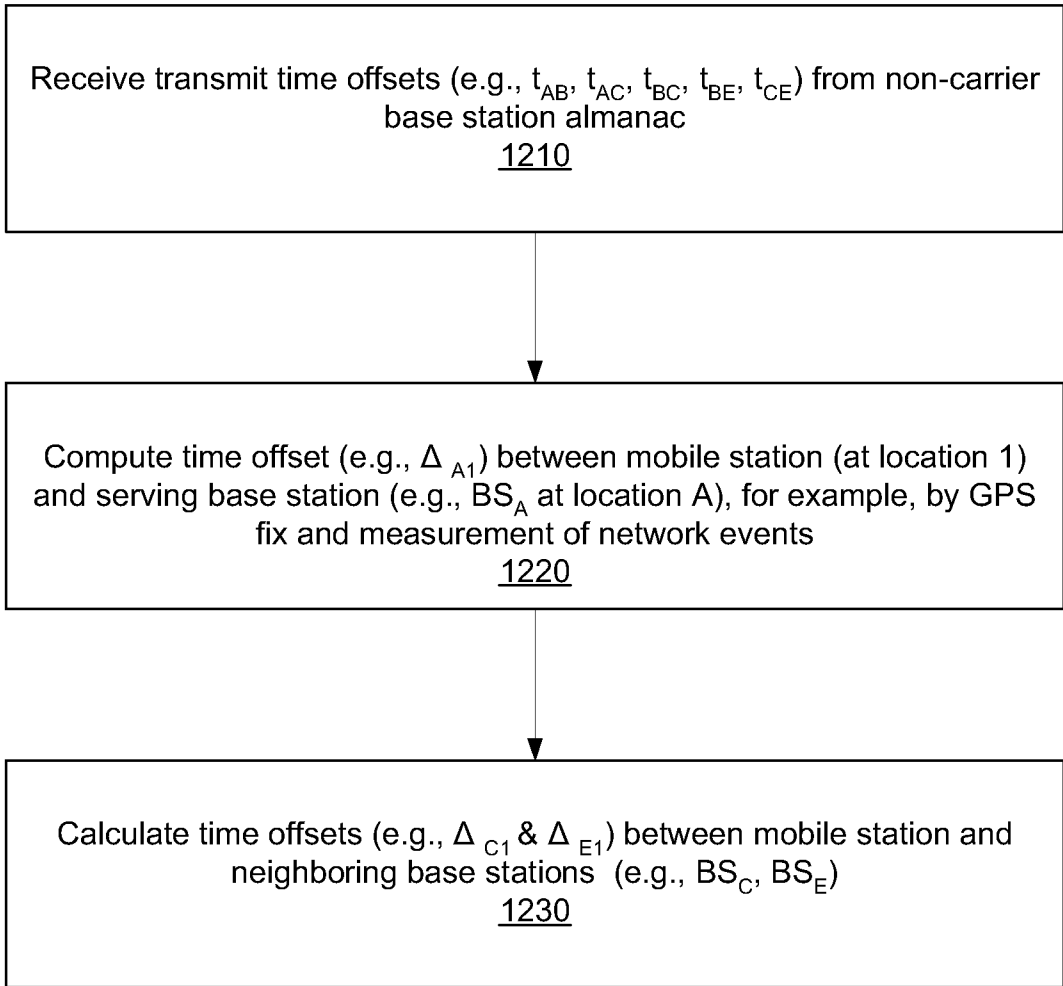 Receive transmit time offsets (e.g., t_AB, t_AC, t_BC, t_BE, t_CE) from non-carrier
base station almanac
1210
Compute time offset (e.g., Δ_A1) between mobile station (at location 1)
and serving base station (e.g., BS_A at location A), for example, by GPS
fix and measurement of network events
1220
Calculate time offsets (e.g., Δ_C1 & Δ_E1) between mobile station and
neighboring base stations (e.g., BS_C, BS_E)
1230